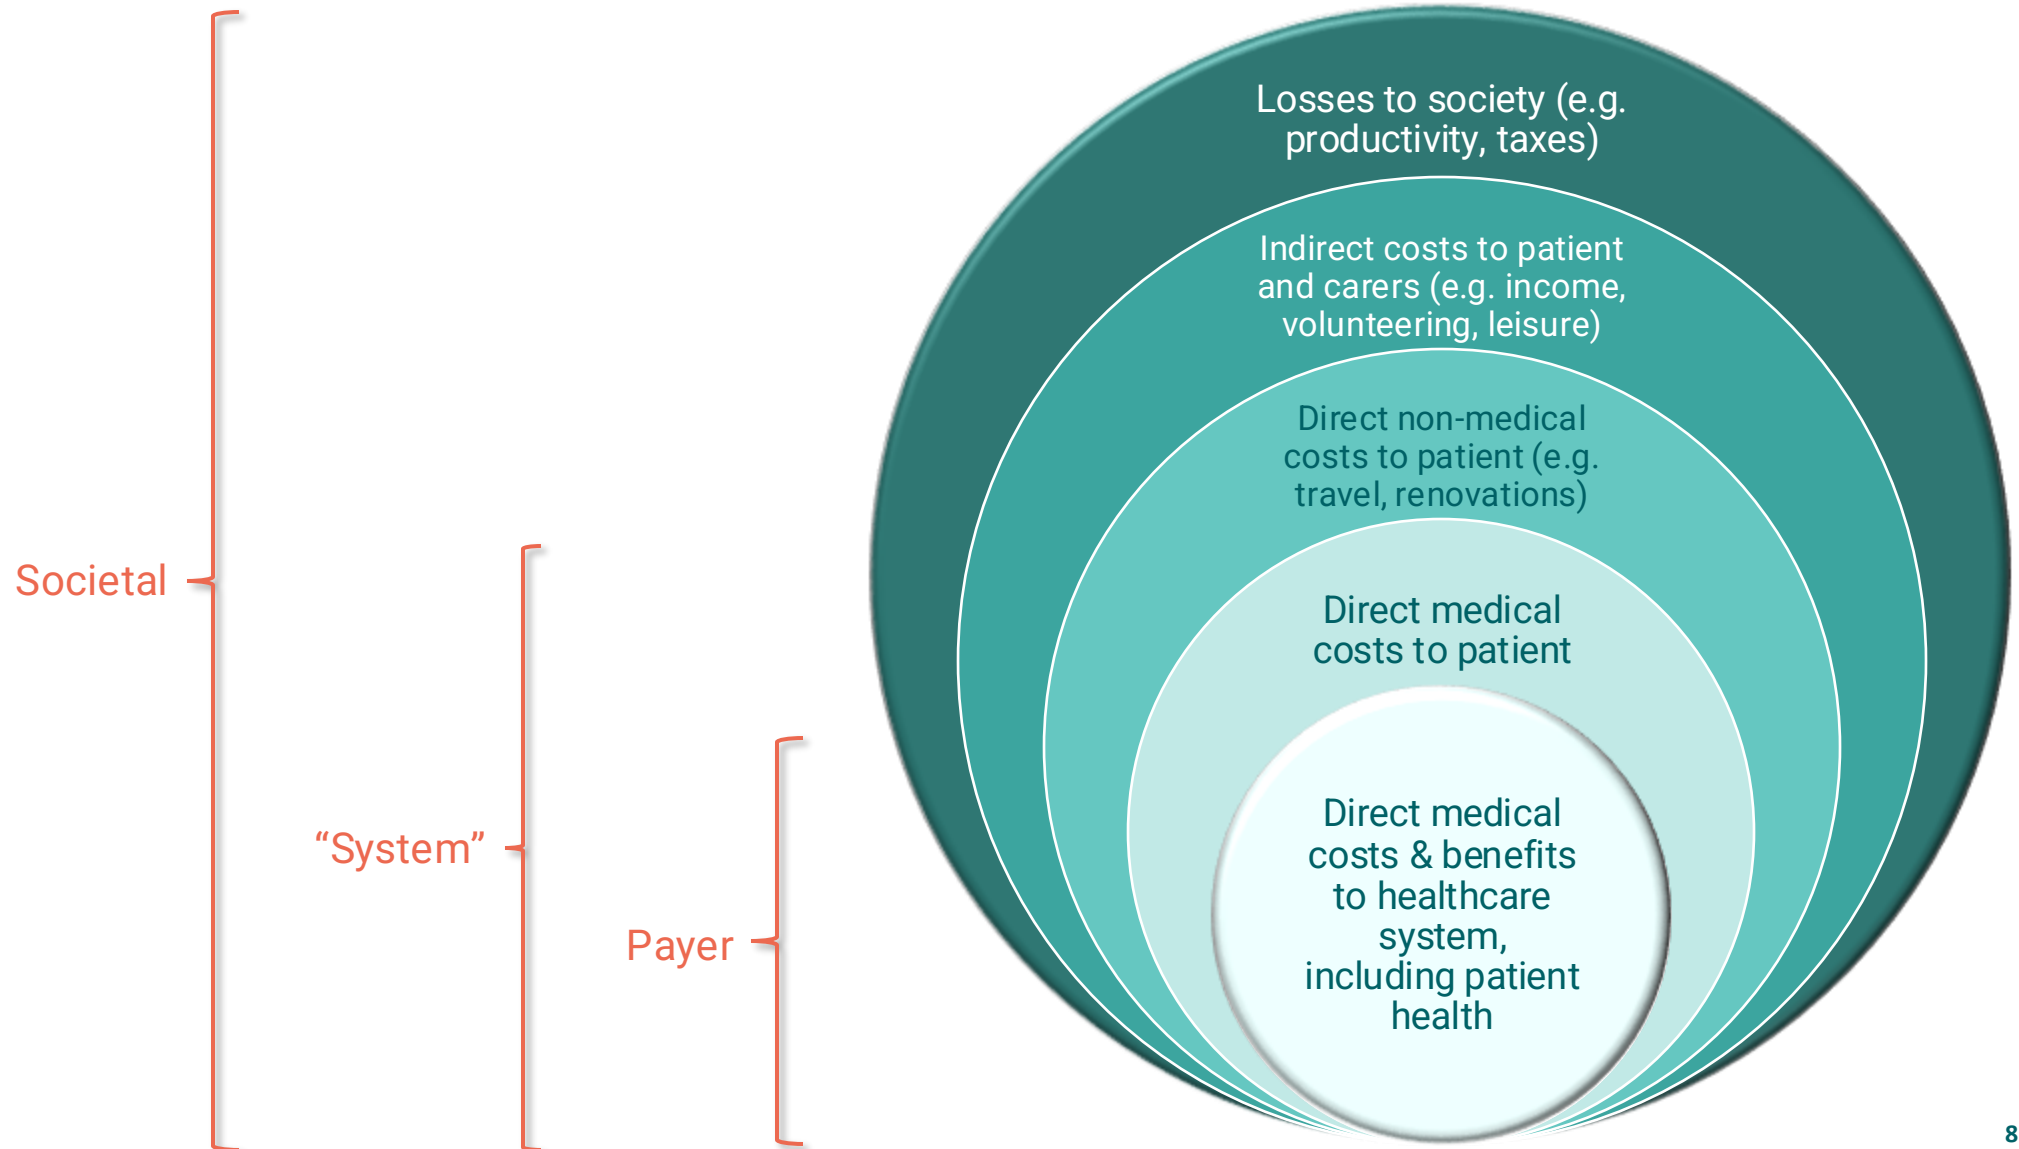 Losses to society (e.g.
productivity, taxes)
Indirect costs to patient
and carers (e.g. income,
volunteering, leisure)
Direct non-medical
costs to patient (e.g.
travel, renovations)
Societal
Direct medical
costs to patient
“System”
Payer
Direct medical
costs & benefits
to healthcare
system,
including patient
health
8